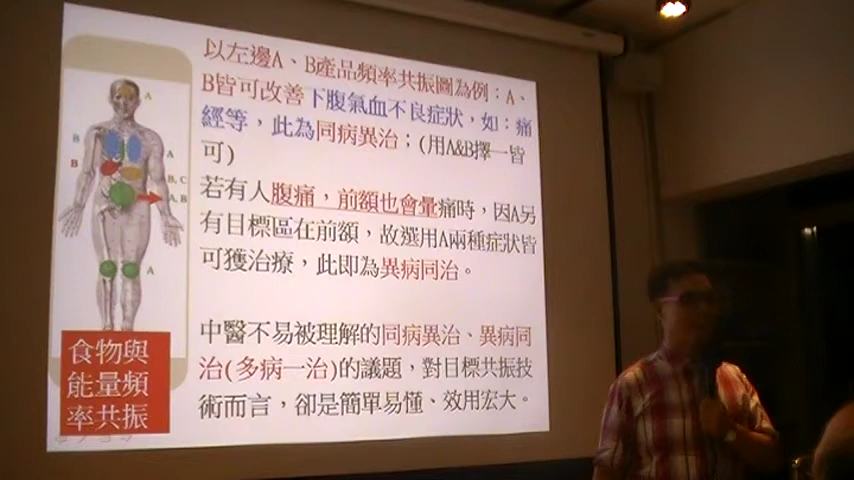 以左邊A、B產品頻率共振圖為例：A、
B皆可改善下腹氣血不良症狀，如：痛
經等，此為同病異治；(用A&B擇一皆
可)
若有人腹痛，前額也會暈痛時，因A另
有目標區在前額，故選用A兩種症狀皆
可獲治療，此即為異病同治。
中醫不易被理解的同病異治、異病同
治(多病一治)的議題，對目標共振技
術而言，卻是簡單易懂、效用宏大。
A
B
A
B
B, C
A, B
A
食物與
能量頻
率共振